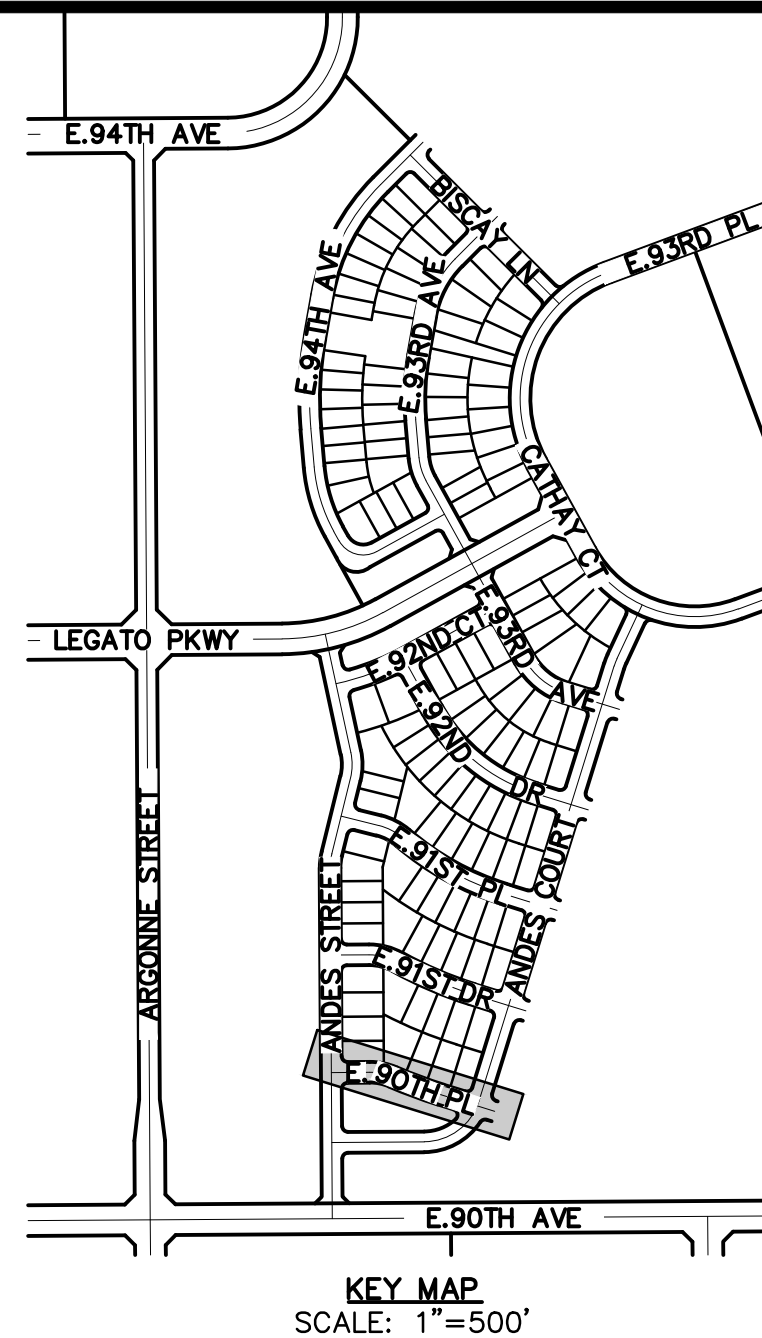 E.94TH AVE
BISCAY LN
E.93RD PL
E.94TH AVE
E.93RD AVE
CATHAY CT
LEGATO PKWY
E.92ND CT
E.93RD AVE
E.92ND DR
ARGONNE STREET
E.91ST PL
ANDES COURT
ANDES STREET
E.91ST DR
E. 90TH PL
E.90TH AVE
KEY MAP
SCALE: 1"=500'